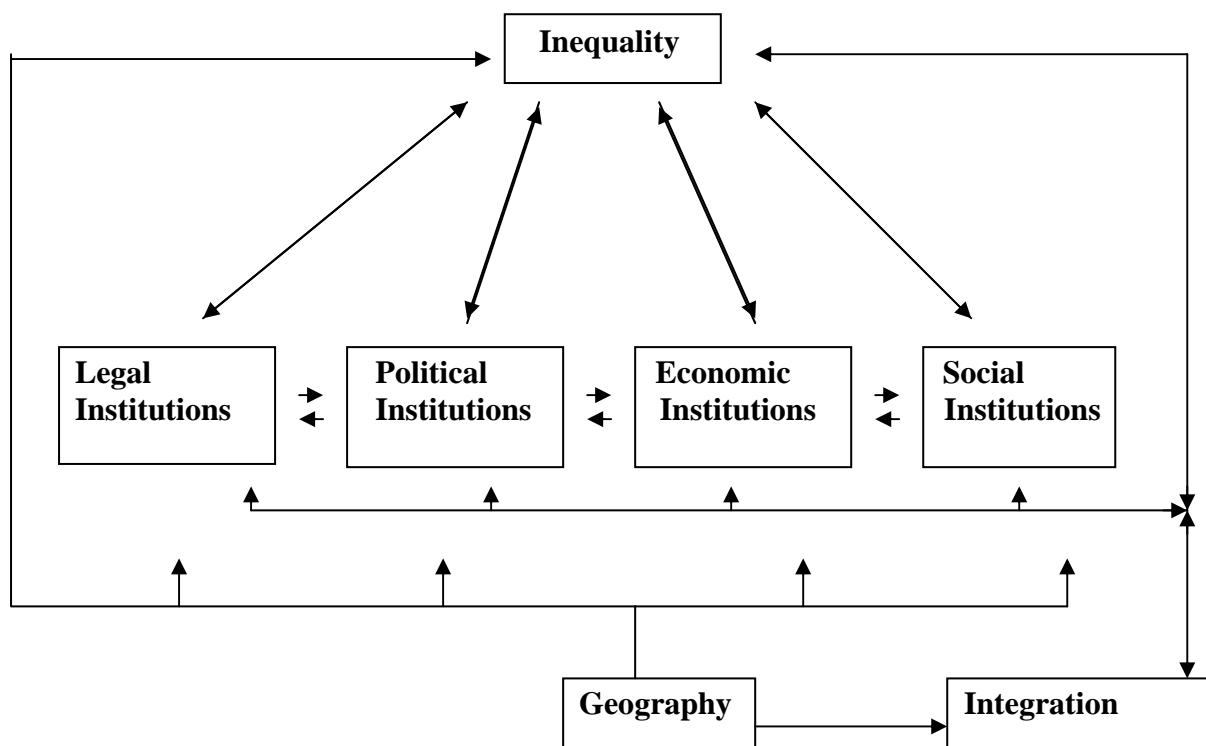 Inequality
Legal
Institutions
Political
Institutions
Economic
Institutions
Social
Institutions
Geography
Integration